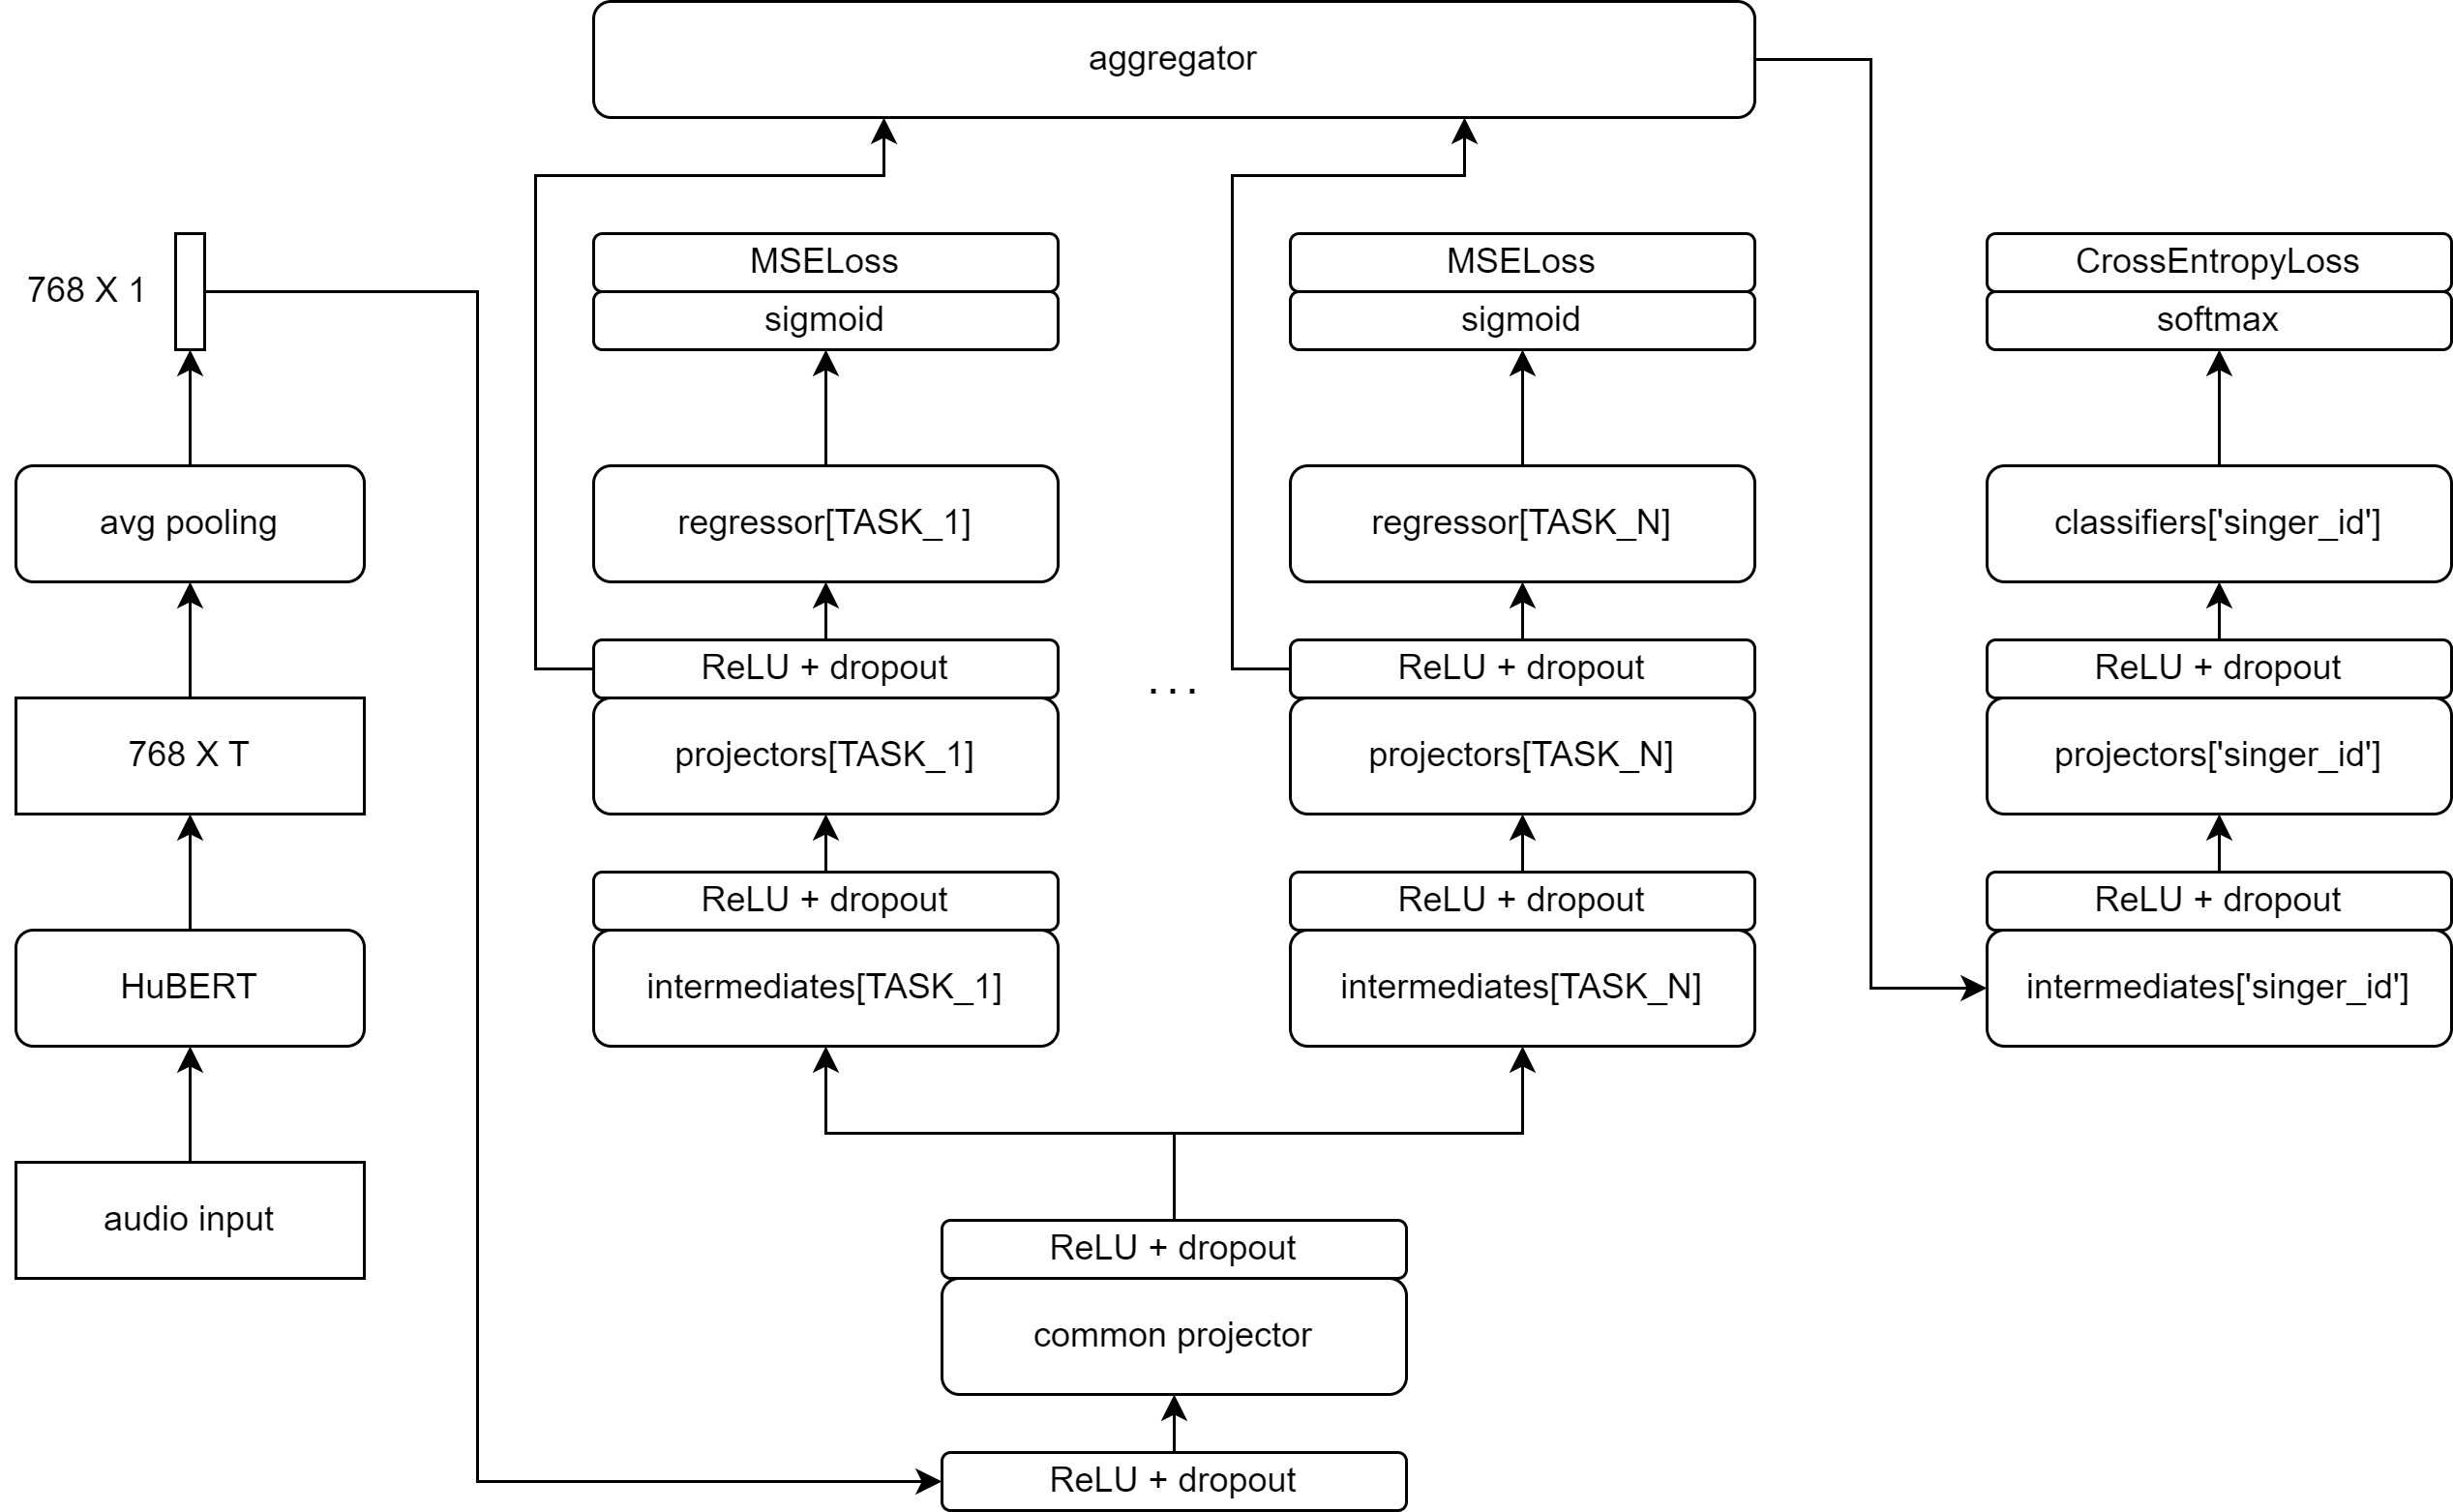 aggregator
768 X 1
MSELoss
sigmoid
MSELoss
sigmoid
CrossEntropyLoss
softmax
avg pooling
regressor[TASK_1]
regressor[TASK_N]
classifiers['singer_id']
ReLU + dropout
ReLU + dropout
ReLU + dropout
...
768 X T
projectors[TASK_1]
projectors[TASK_N]
projectors['singer_id']
ReLU + dropout
ReLU + dropout
ReLU + dropout
HuBERT
intermediates[TASK_1]
intermediates[TASK_N]
intermediates['singer_id']
audio input
ReLU + dropout
common projector
ReLU + dropout